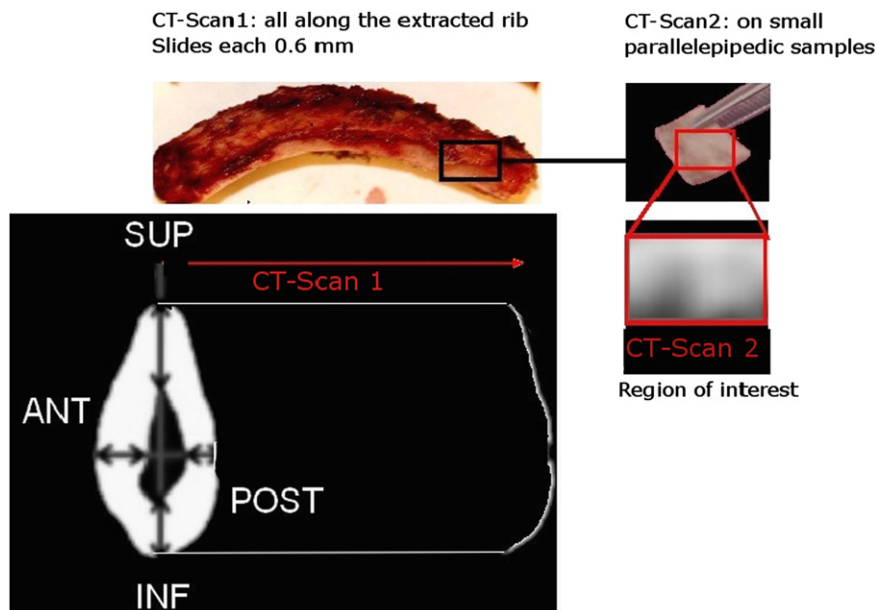 CT-Scan1: all along the extracted rib
Slides each 0.6 mm
CT-Scan2: on small
parallelepipedic samples
SUP
CT-Scan 1
ANT
POST
INF
CT-Scan 2
Region of interest